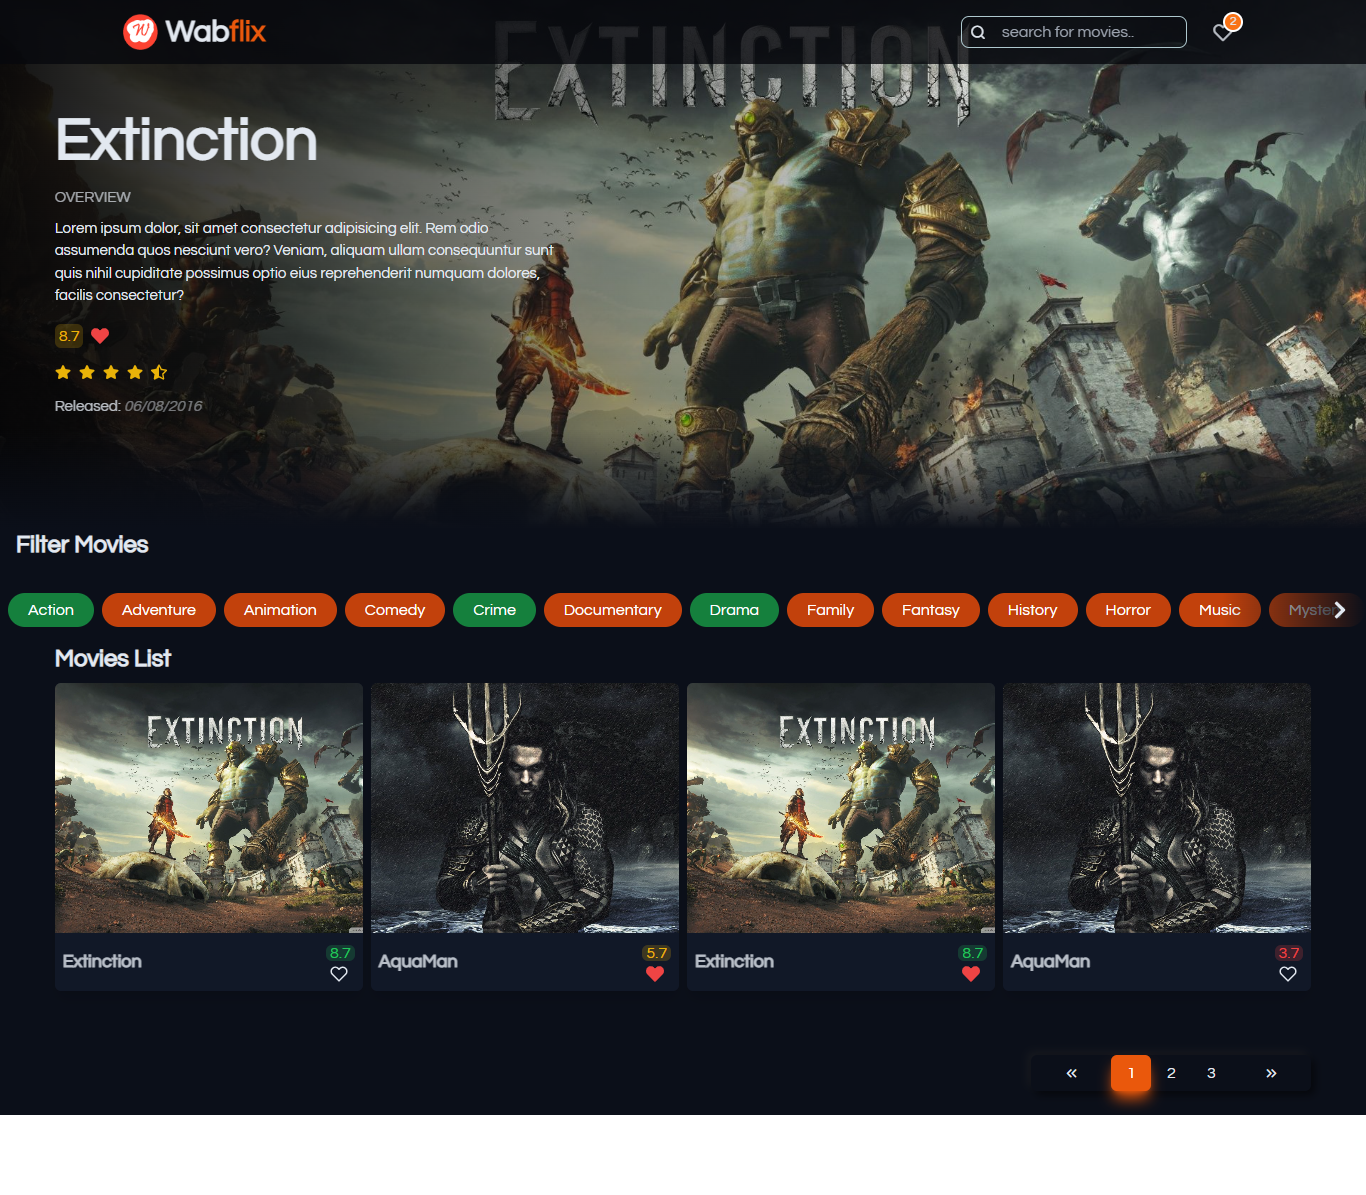 Wabflix
search for movies..
2
EXTINCTION
Extinction
OVERVIEW
Lorem ipsum dolor, sit amet consectetur adipisicing elit. Rem odio
assumenda quos nesciunt vero? Veniam, aliquam ullam consequuntur sunt
quis nihil cupiditate possimus optio eius reprehenderit numquam dolores,
facilis consectetur?
8.7
Released: 06/08/2016
Filter Movies
Action Adventure Animation Comedy Crime Documentary Drama Family Fantasy History Horror Music
Movies List
EXTINCTION EXTINCTION
Extinction 8.7 AquaMan 5.7 Extinction 8.7 AquaMan 3.7
« 1 2 3 »